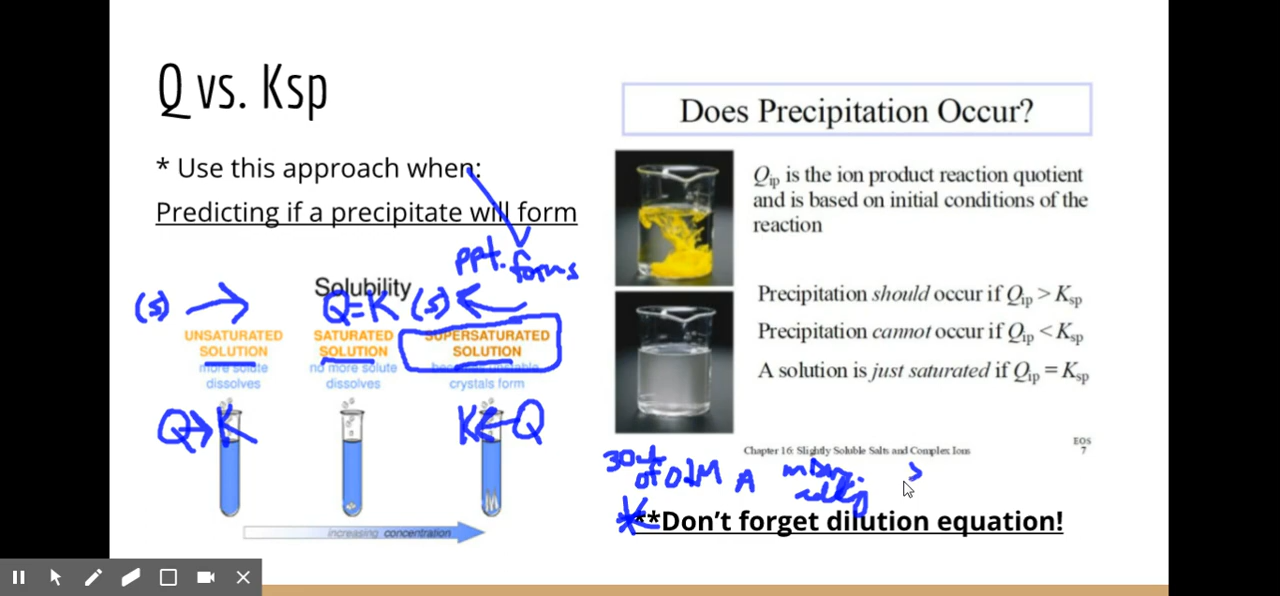 Q vs. Ksp
* Use this approach when:
Predicting if a precipitate will form
ppt. forms
Solubility
(s) → Q=K (s) ←
UNSATURATED SOLUTION
more solute dissolves
SATURATED SOLUTION
no more solute dissolves
SUPERSATURATED SOLUTION
crystals form
Q→K
K←Q
increasing concentration
Does Precipitation Occur?
Qip is the ion product reaction quotient
and is based on initial conditions of the
reaction
Precipitation should occur if Qip > Ksp
Precipitation cannot occur if Qip < Ksp
A solution is just saturated if Qip = Ksp
Chapter 16: Slightly Soluble Salts and Complex Ions
EOS
7
of A
**Don't forget dilution equation!